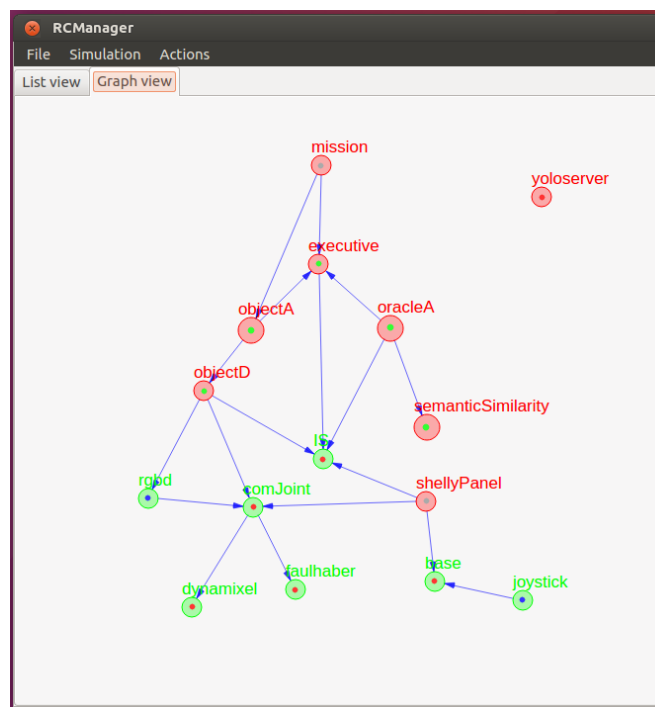 RCManager
File Simulation Actions
List view Graph view
mission
yoloserver
executive
objectA
oracleA
objectD
semanticSimilarity
IS
rgbd
comJoint
shellyPanel
faulhaber
base
dynamixel
joystick